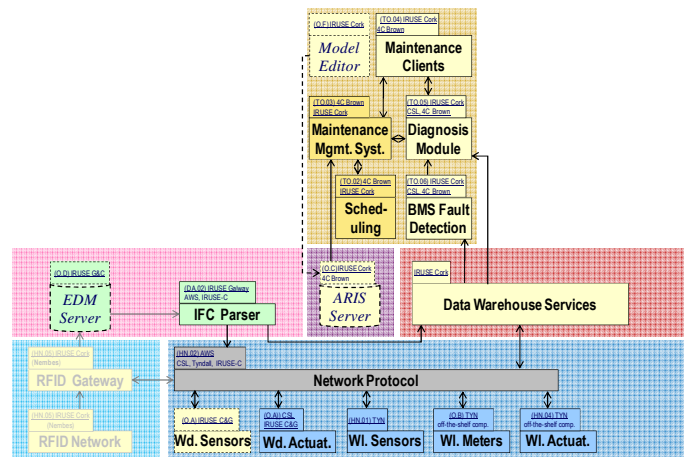 (O.F) IRUSE Cork
Model
Editor
(TO.04) IRUSE Cork
4C Brown
Maintenance
Clients
(TO.03) 4C Brown
IRUSE Cork
Maintenance
Mgmt. Syst.
(TO.05) IRUSE Cork
CSL, 4C Brown
Diagnosis
Module
(TO.02) 4C Brown
IRUSE Cork
Sched-
uling
(TO.06) IRUSE Cork
CSL, 4C Brown
BMS Fault
Detection
(O.D) IRUSE G&C
EDM
Server
(DA.02) IRUSE Galway
AWS, IRUSE-C
IFC Parser
(O.C) IRUSE Cork
4C Brown
ARIS
Server
IRUSE Cork
Data Warehouse Services
(HN.05) IRUSE Cork
(Nembes)
RFID Gateway
(HN.02) AWS
CSL, Tyndall, IRUSE-C
Network Protocol
(HN.05) IRUSE Cork
(Nembes)
RFID Network
(O.A) IRUSE C&G
Wd. Sensors
(O.AI) CSL
IRUSE C&G
Wd. Actuat.
(HN.01) TYN
Wl. Sensors
(O.B) TYN
off-the-shelf comp.
Wl. Meters
(HN.04) TYN
off-the-shelf comp.
Wl. Actuat.